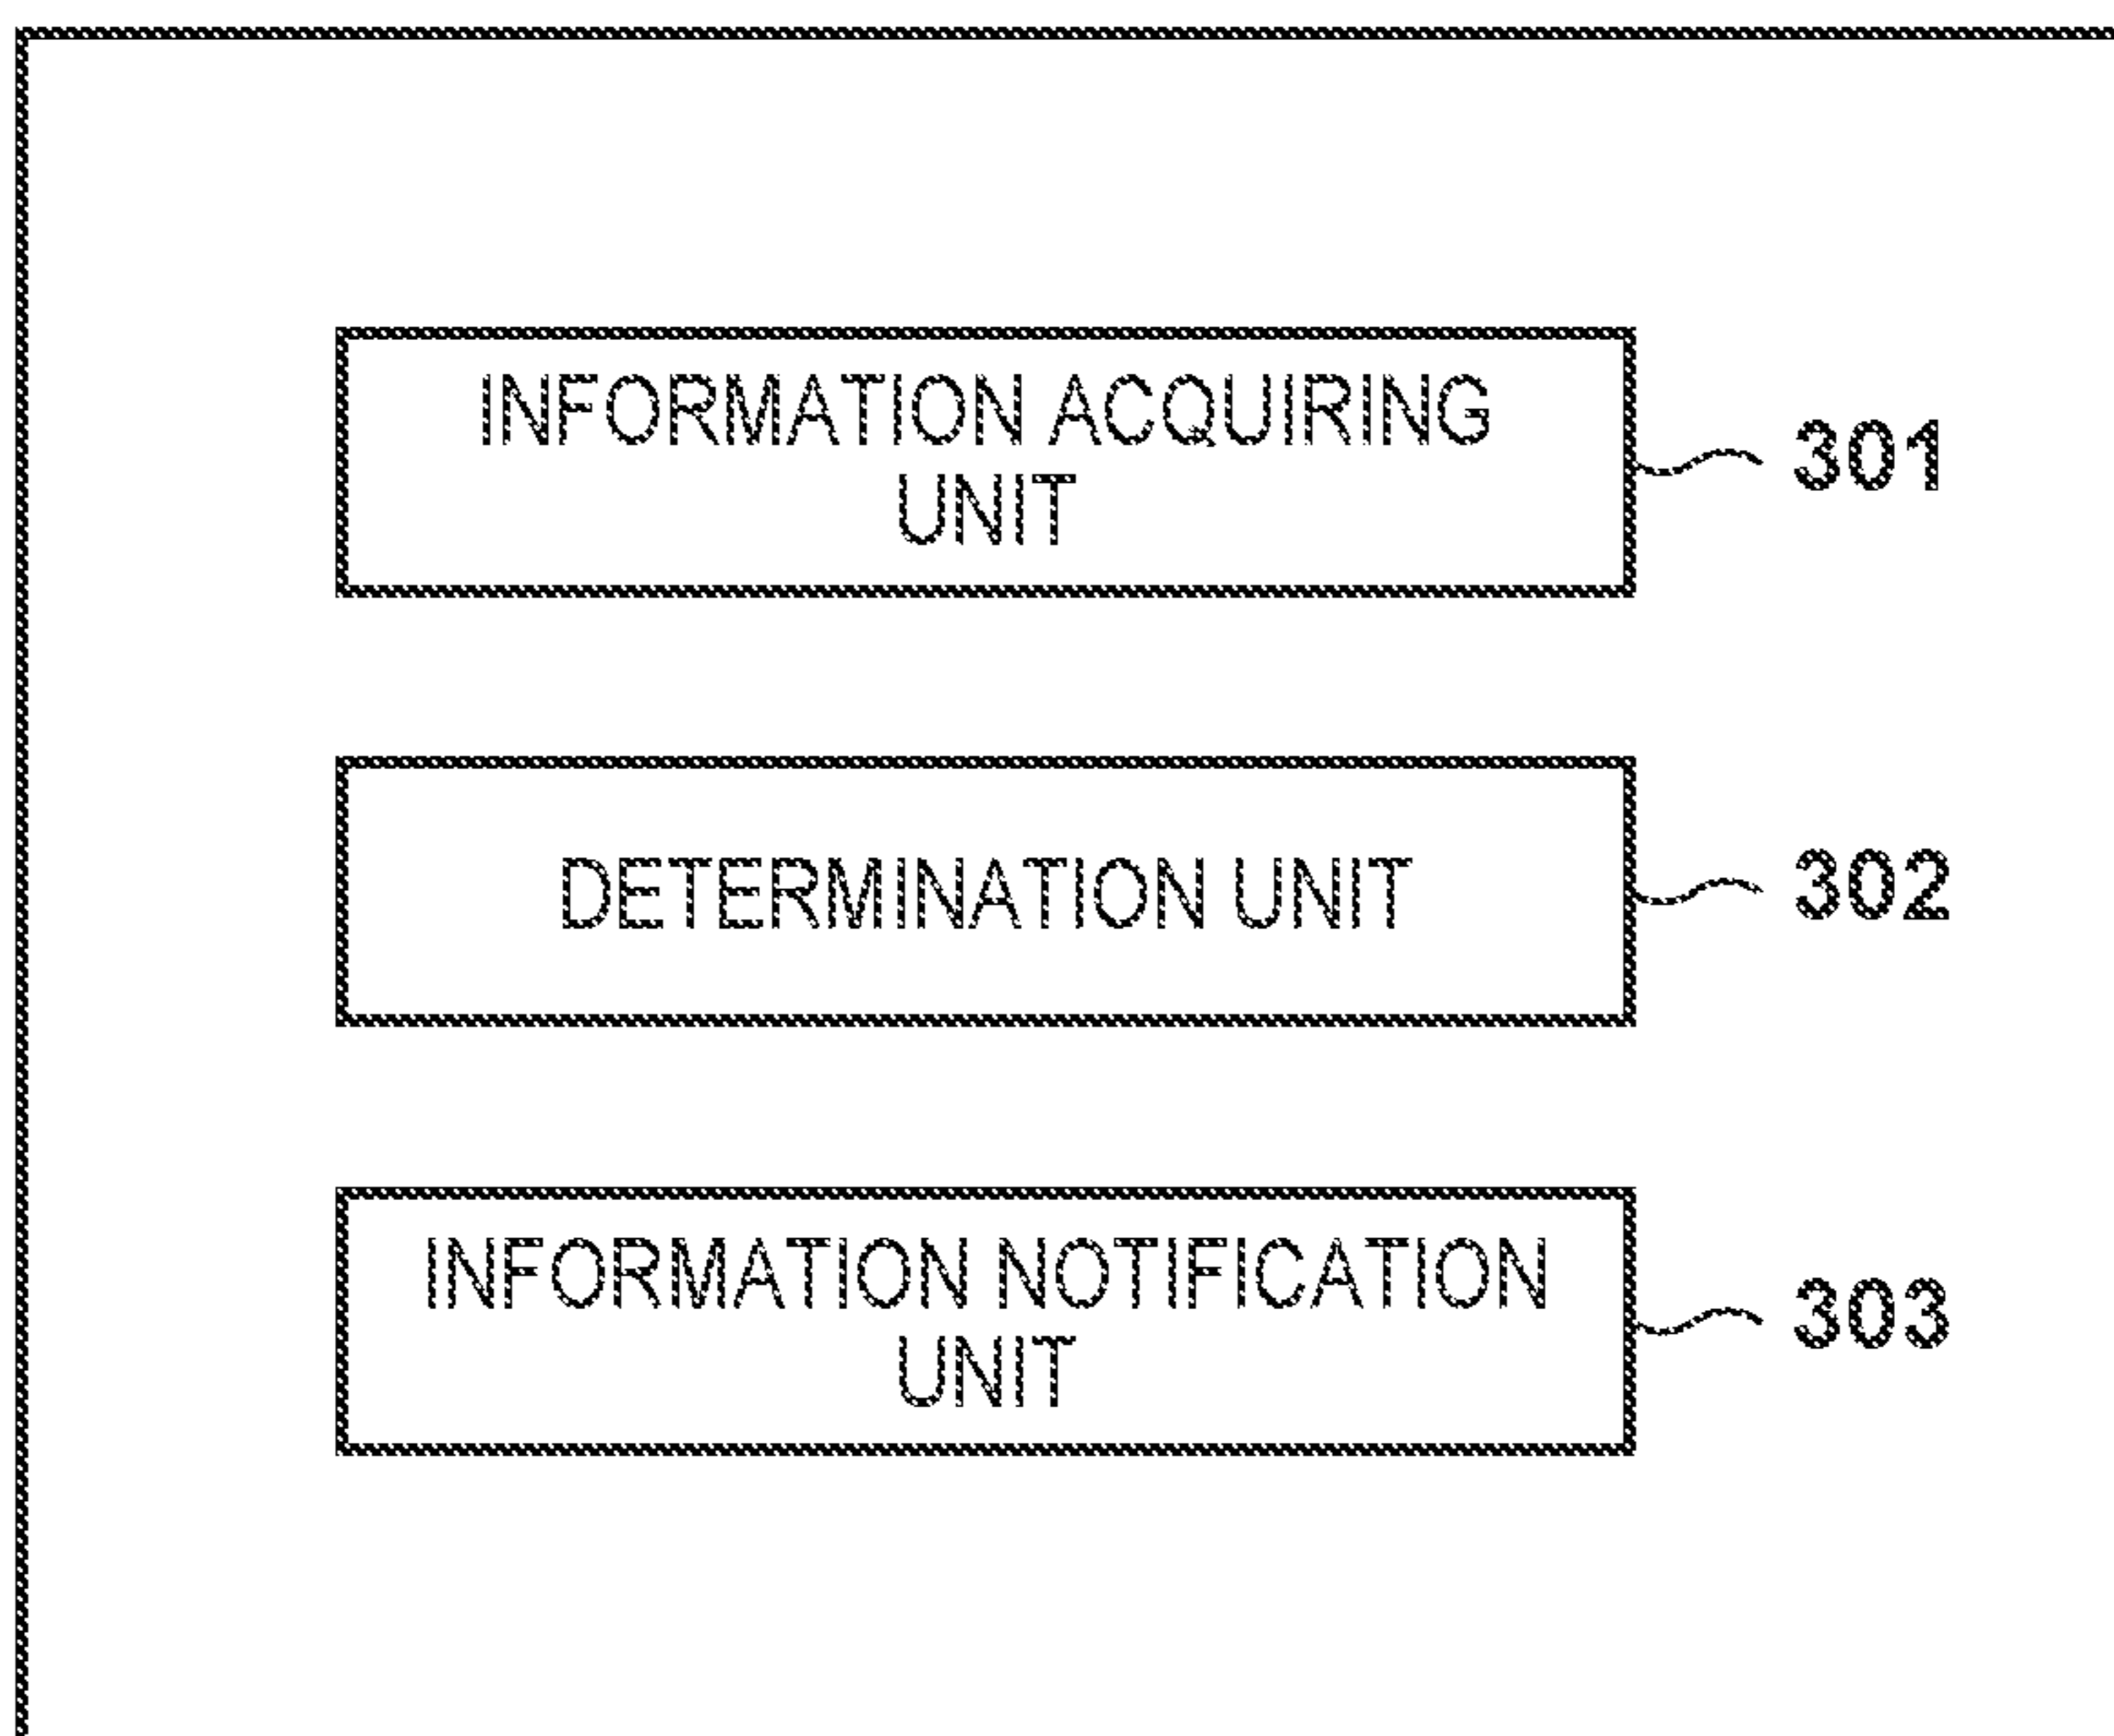 INFORMATION ACQUIRING
UNIT
301
DETERMINATION UNIT
302
INFORMATION NOTIFICATION
UNIT
303